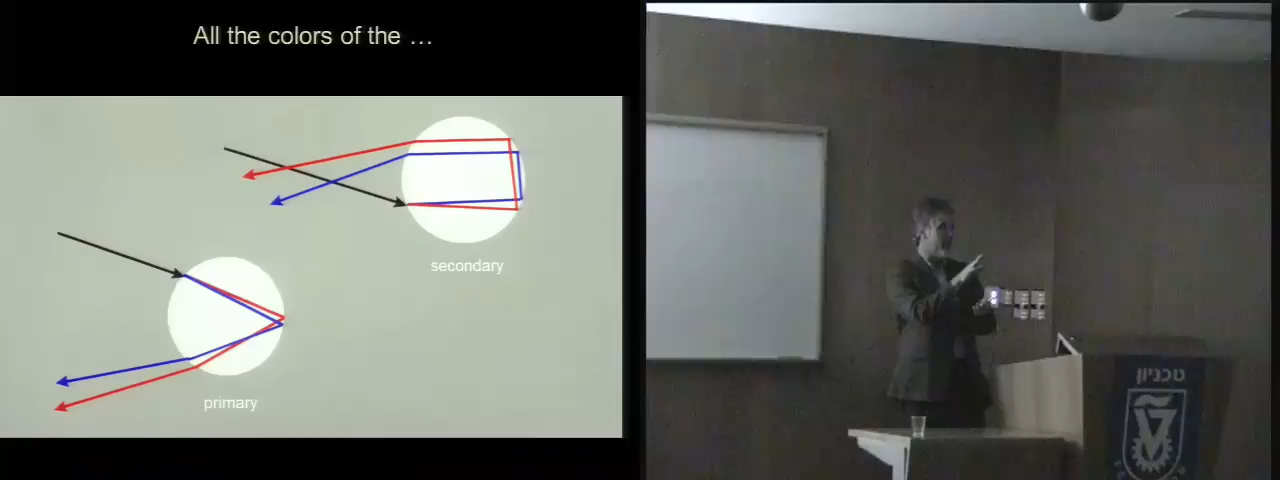 All the colors of the …
secondary
primary
טכניון